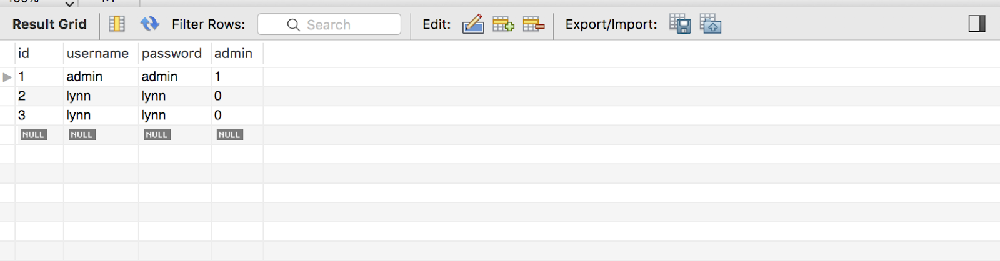 Result Grid Filter Rows: Search Edit: Export/Import:
id username password admin
1 admin admin 1
2 lynn lynn 0
3 lynn lynn 0
NULL NULL NULL NULL